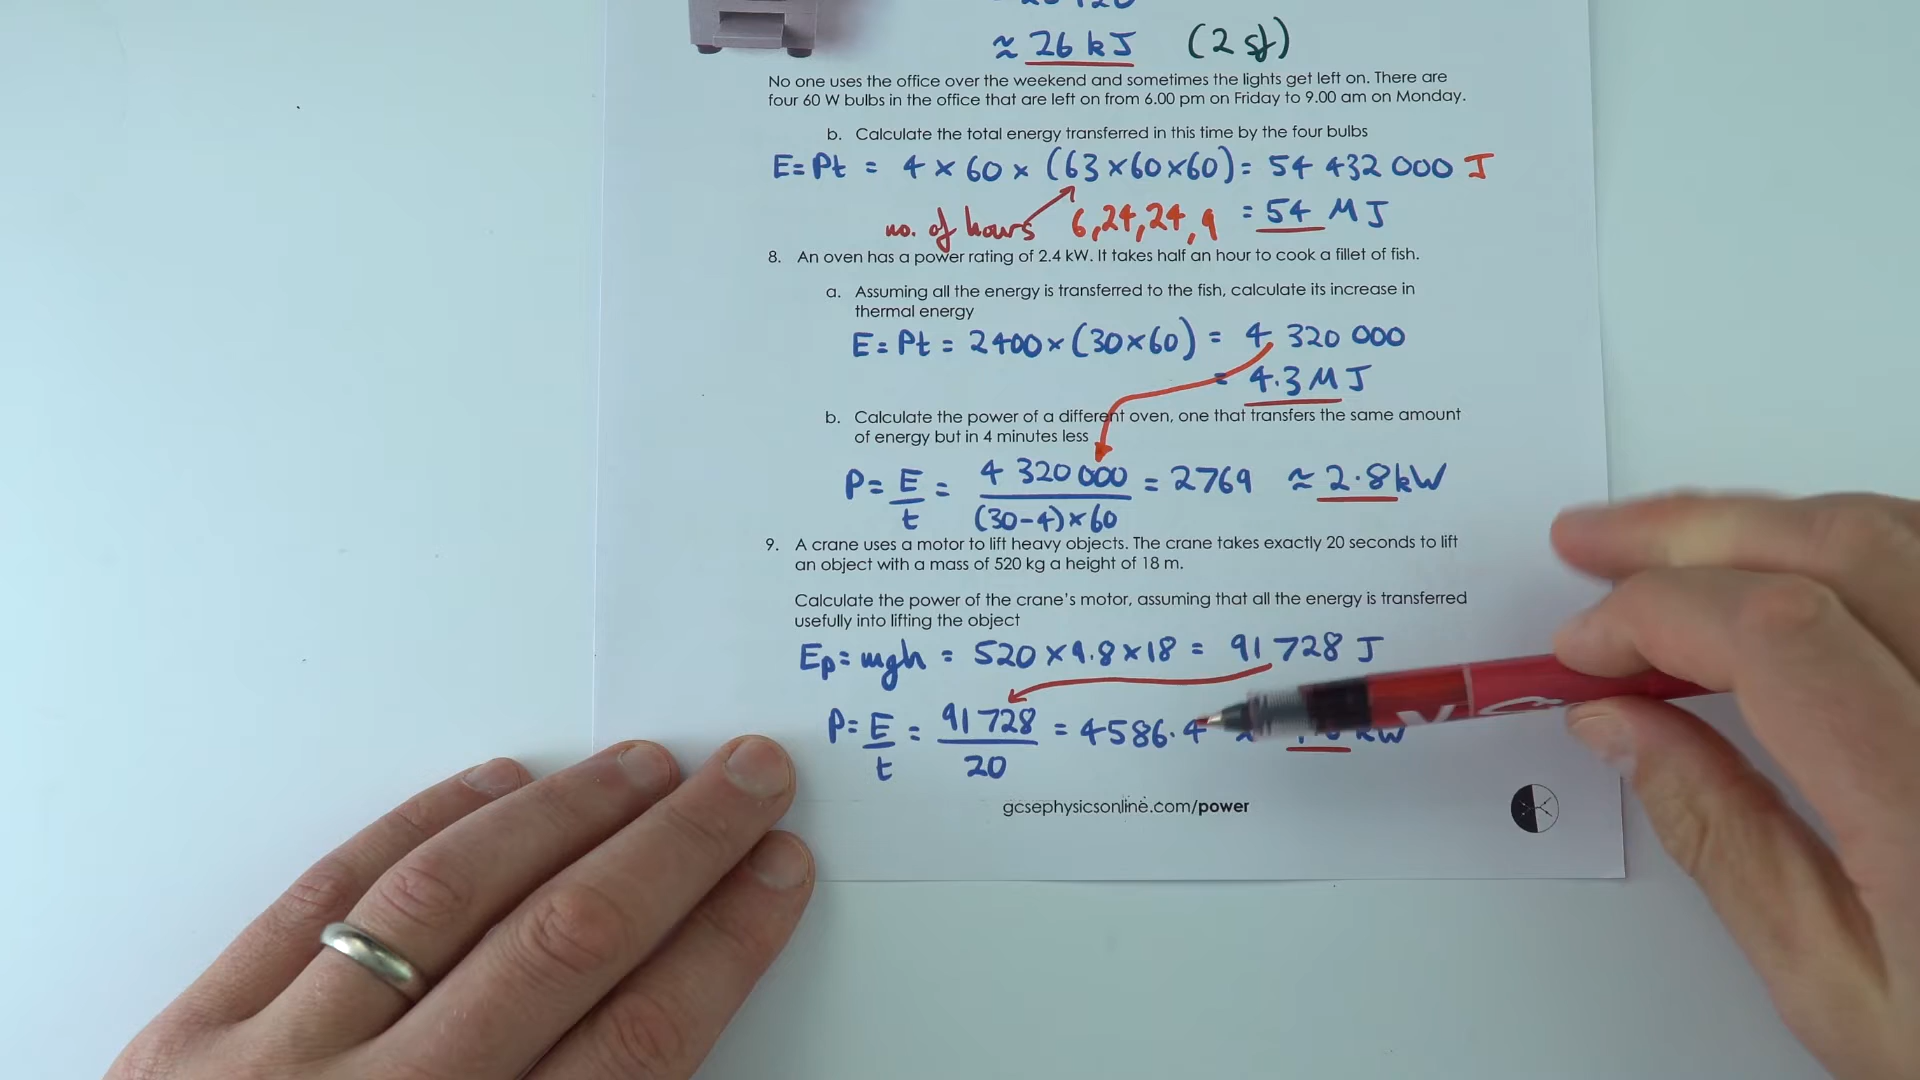 ≈ 26 kJ (2 sf)
No one uses the office over the weekend and sometimes the lights get left on. There are
four 60 W bulbs in the office that are left on from 6.00 pm on Friday to 9.00 am on Monday.
b. Calculate the total energy transferred in this time by the four bulbs
E = Pt = 4 × 60 × (63 × 60 × 60) = 54 432 000 J
no. of hours 6, 24, 24, 9 = 54 MJ
8. An oven has a power rating of 2.4 kW. It takes half an hour to cook a fillet of fish.
a. Assuming all the energy is transferred to the fish, calculate its increase in
thermal energy
E = Pt = 2400 × (30 × 60) = 4 320 000
= 4.3 MJ
b. Calculate the power of a different oven, one that transfers the same amount
of energy but in 4 minutes less
P = E/t = 4 320 000/(30-4) × 60 = 2769 ≈ 2.8 kW
9. A crane uses a motor to lift heavy objects. The crane takes exactly 20 seconds to lift
an object with a mass of 520 kg a height of 18 m.
Calculate the power of the crane's motor, assuming that all the energy is transferred
usefully into lifting the object
Ep = mgh = 520 × 9.8 × 18 = 91 728 J
P = E/t = 91 728/20 = 4586.4 kW
gcsephysicsonline.com/power